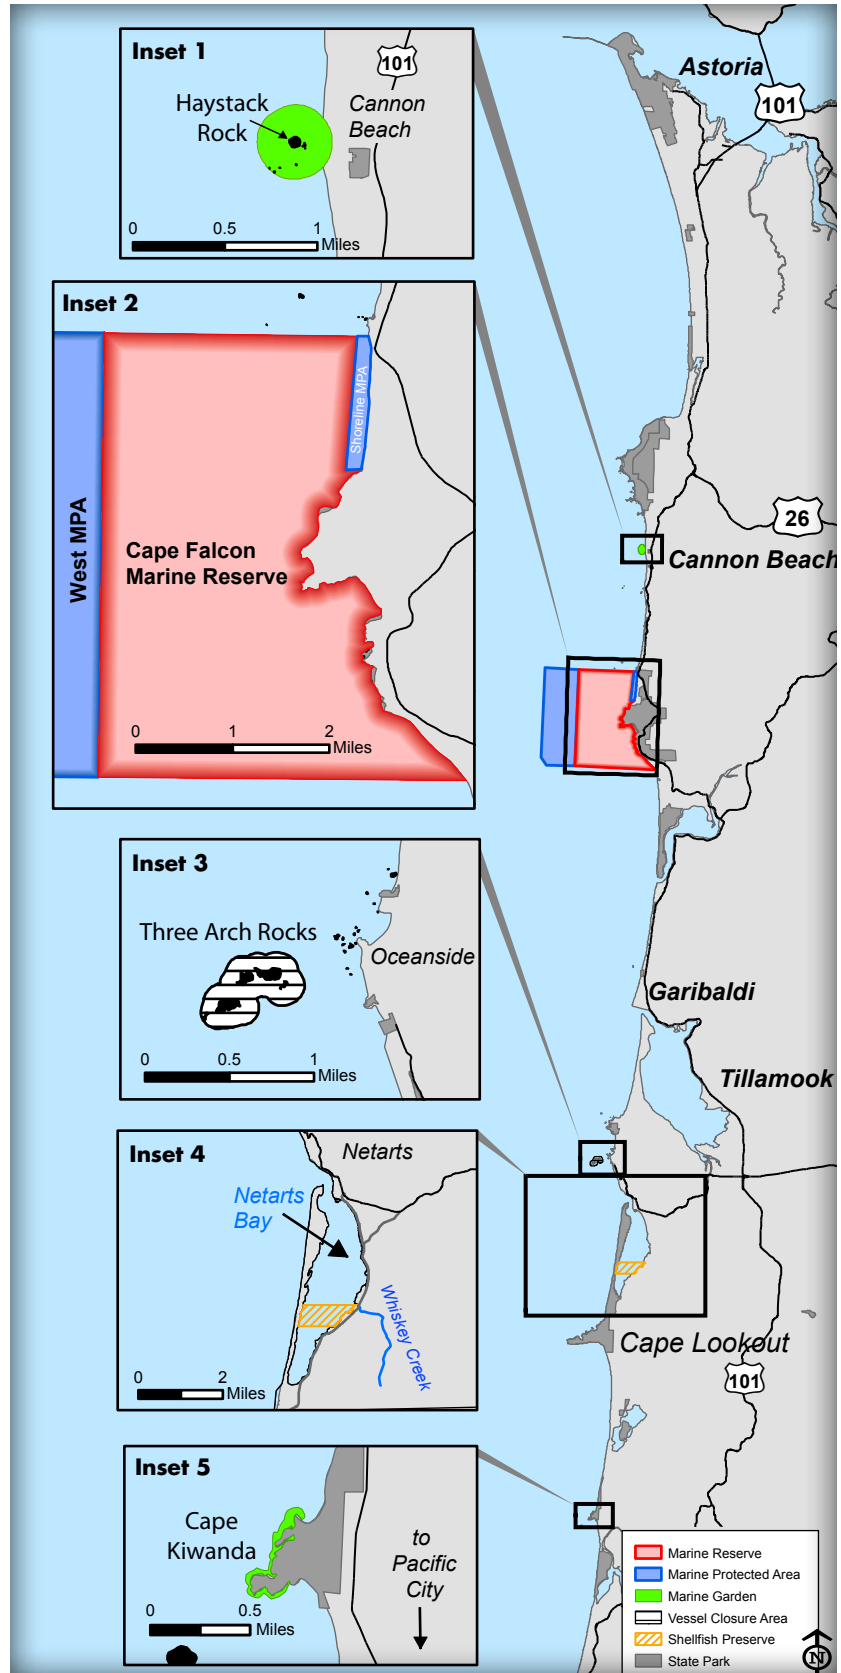 Inset 1
101
Haystack
Rock
Cannon
Beach
0
0.5
1
Miles
Astoria
101
Inset 2
Shoreline MPA
West MPA
Cape Falcon
Marine Reserve
0
1
2
Miles
26
Cannon Beach
Inset 3
Three Arch Rocks
Oceanside
0
0.5
1
Miles
Garibaldi
Tillamook
Inset 4
Netarts
Netarts
Bay
Whiskey Creek
0
2
Miles
Cape Lookout
101
Inset 5
Cape
Kiwanda
to
Pacific
City
0
0.5
Miles
Marine Reserve
Marine Protected Area
Marine Garden
Vessel Closure Area
Shellfish Preserve
State Park
N